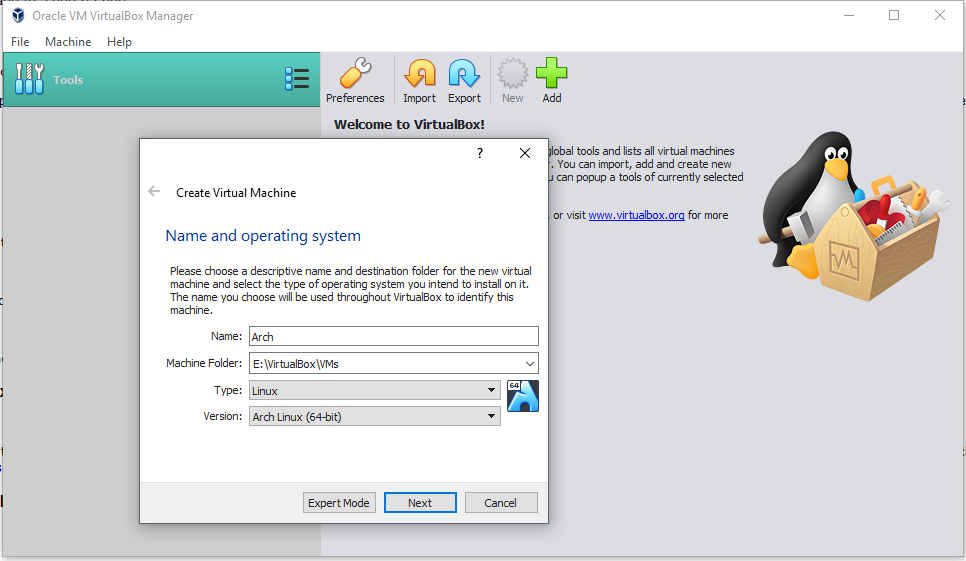 Oracle VM VirtualBox Manager
File Machine Help
Tools
Preferences Import Export New Add
Welcome to VirtualBox!
global tools and lists all virtual machines
. You can import, add and create new
can popup a tools of currently selected
, or visit www.virtualbox.org for more
?
Create Virtual Machine
Name and operating system
Please choose a descriptive name and destination folder for the new virtual
machine and select the type of operating system you intend to install on it.
The name you choose will be used throughout VirtualBox to identify this
machine.
Name: Arch
Machine Folder: E:\VirtualBox\VMs
Type: Linux
64
Version: Arch Linux (64-bit)
Expert Mode Next Cancel